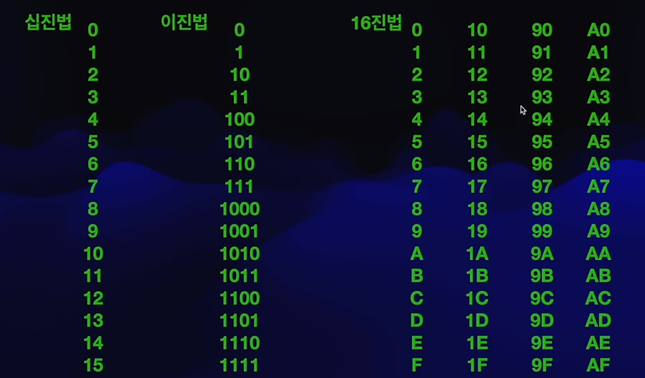 십진법 이진법 16진법
0 0 0 10 90 A0
1 1 1 11 91 A1
2 10 2 12 92 A2
3 11 3 13 93 A3
4 100 4 14 94 A4
5 101 5 15 95 A5
6 110 6 16 96 A6
7 111 7 17 97 A7
8 1000 8 18 98 A8
9 1001 9 19 99 A9
10 1010 A 1A 9A AA
11 1011 B 1B 9B AB
12 1100 C 1C 9C AC
13 1101 D 1D 9D AD
14 1110 E 1E 9E AE
15 1111 F 1F 9F AF